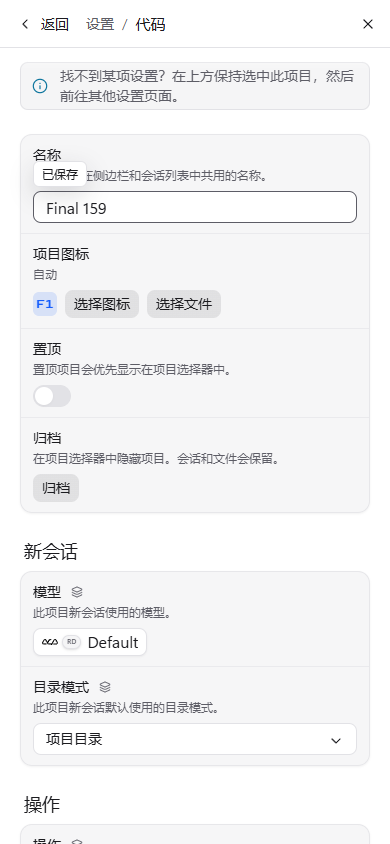 返回 设置 / 代码
找不到某项设置？在上方保持选中此项目，然后
前往其他设置页面。
名称
已保存
在侧边栏和会话列表中共用的名称。
Final 159
项目图标
自动
F1 选择图标 选择文件
置顶
置顶项目会优先显示在项目选择器中。
归档
在项目选择器中隐藏项目。会话和文件会保留。
归档
新会话
模型
此项目新会话使用的模型。
RD Default
目录模式
此项目新会话默认使用的目录模式。
项目目录
操作
操作